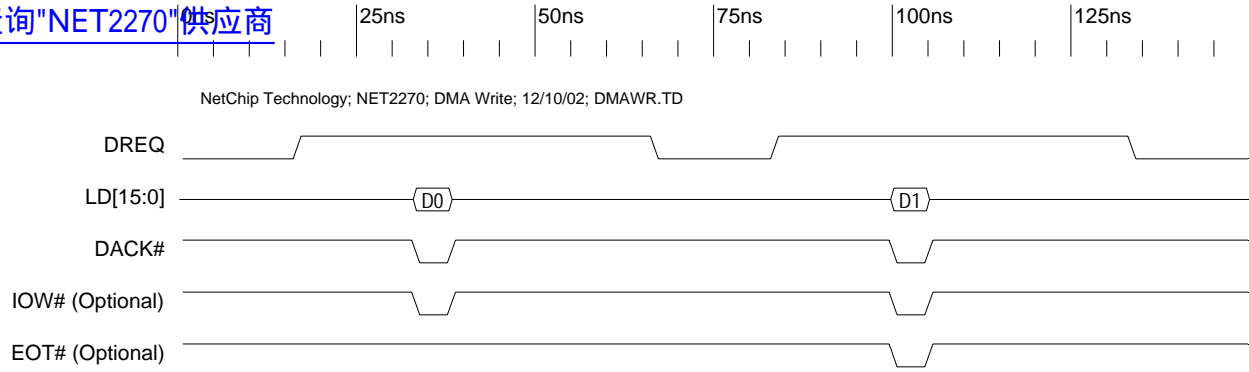 询"NET2270"供应商
0ns 25ns 50ns 75ns 100ns 125ns
NetChip Technology; NET2270; DMA Write; 12/10/02; DMAWR.TD
DREQ
LD[15:0] D0 D1
DACK#
IOW# (Optional)
EOT# (Optional)